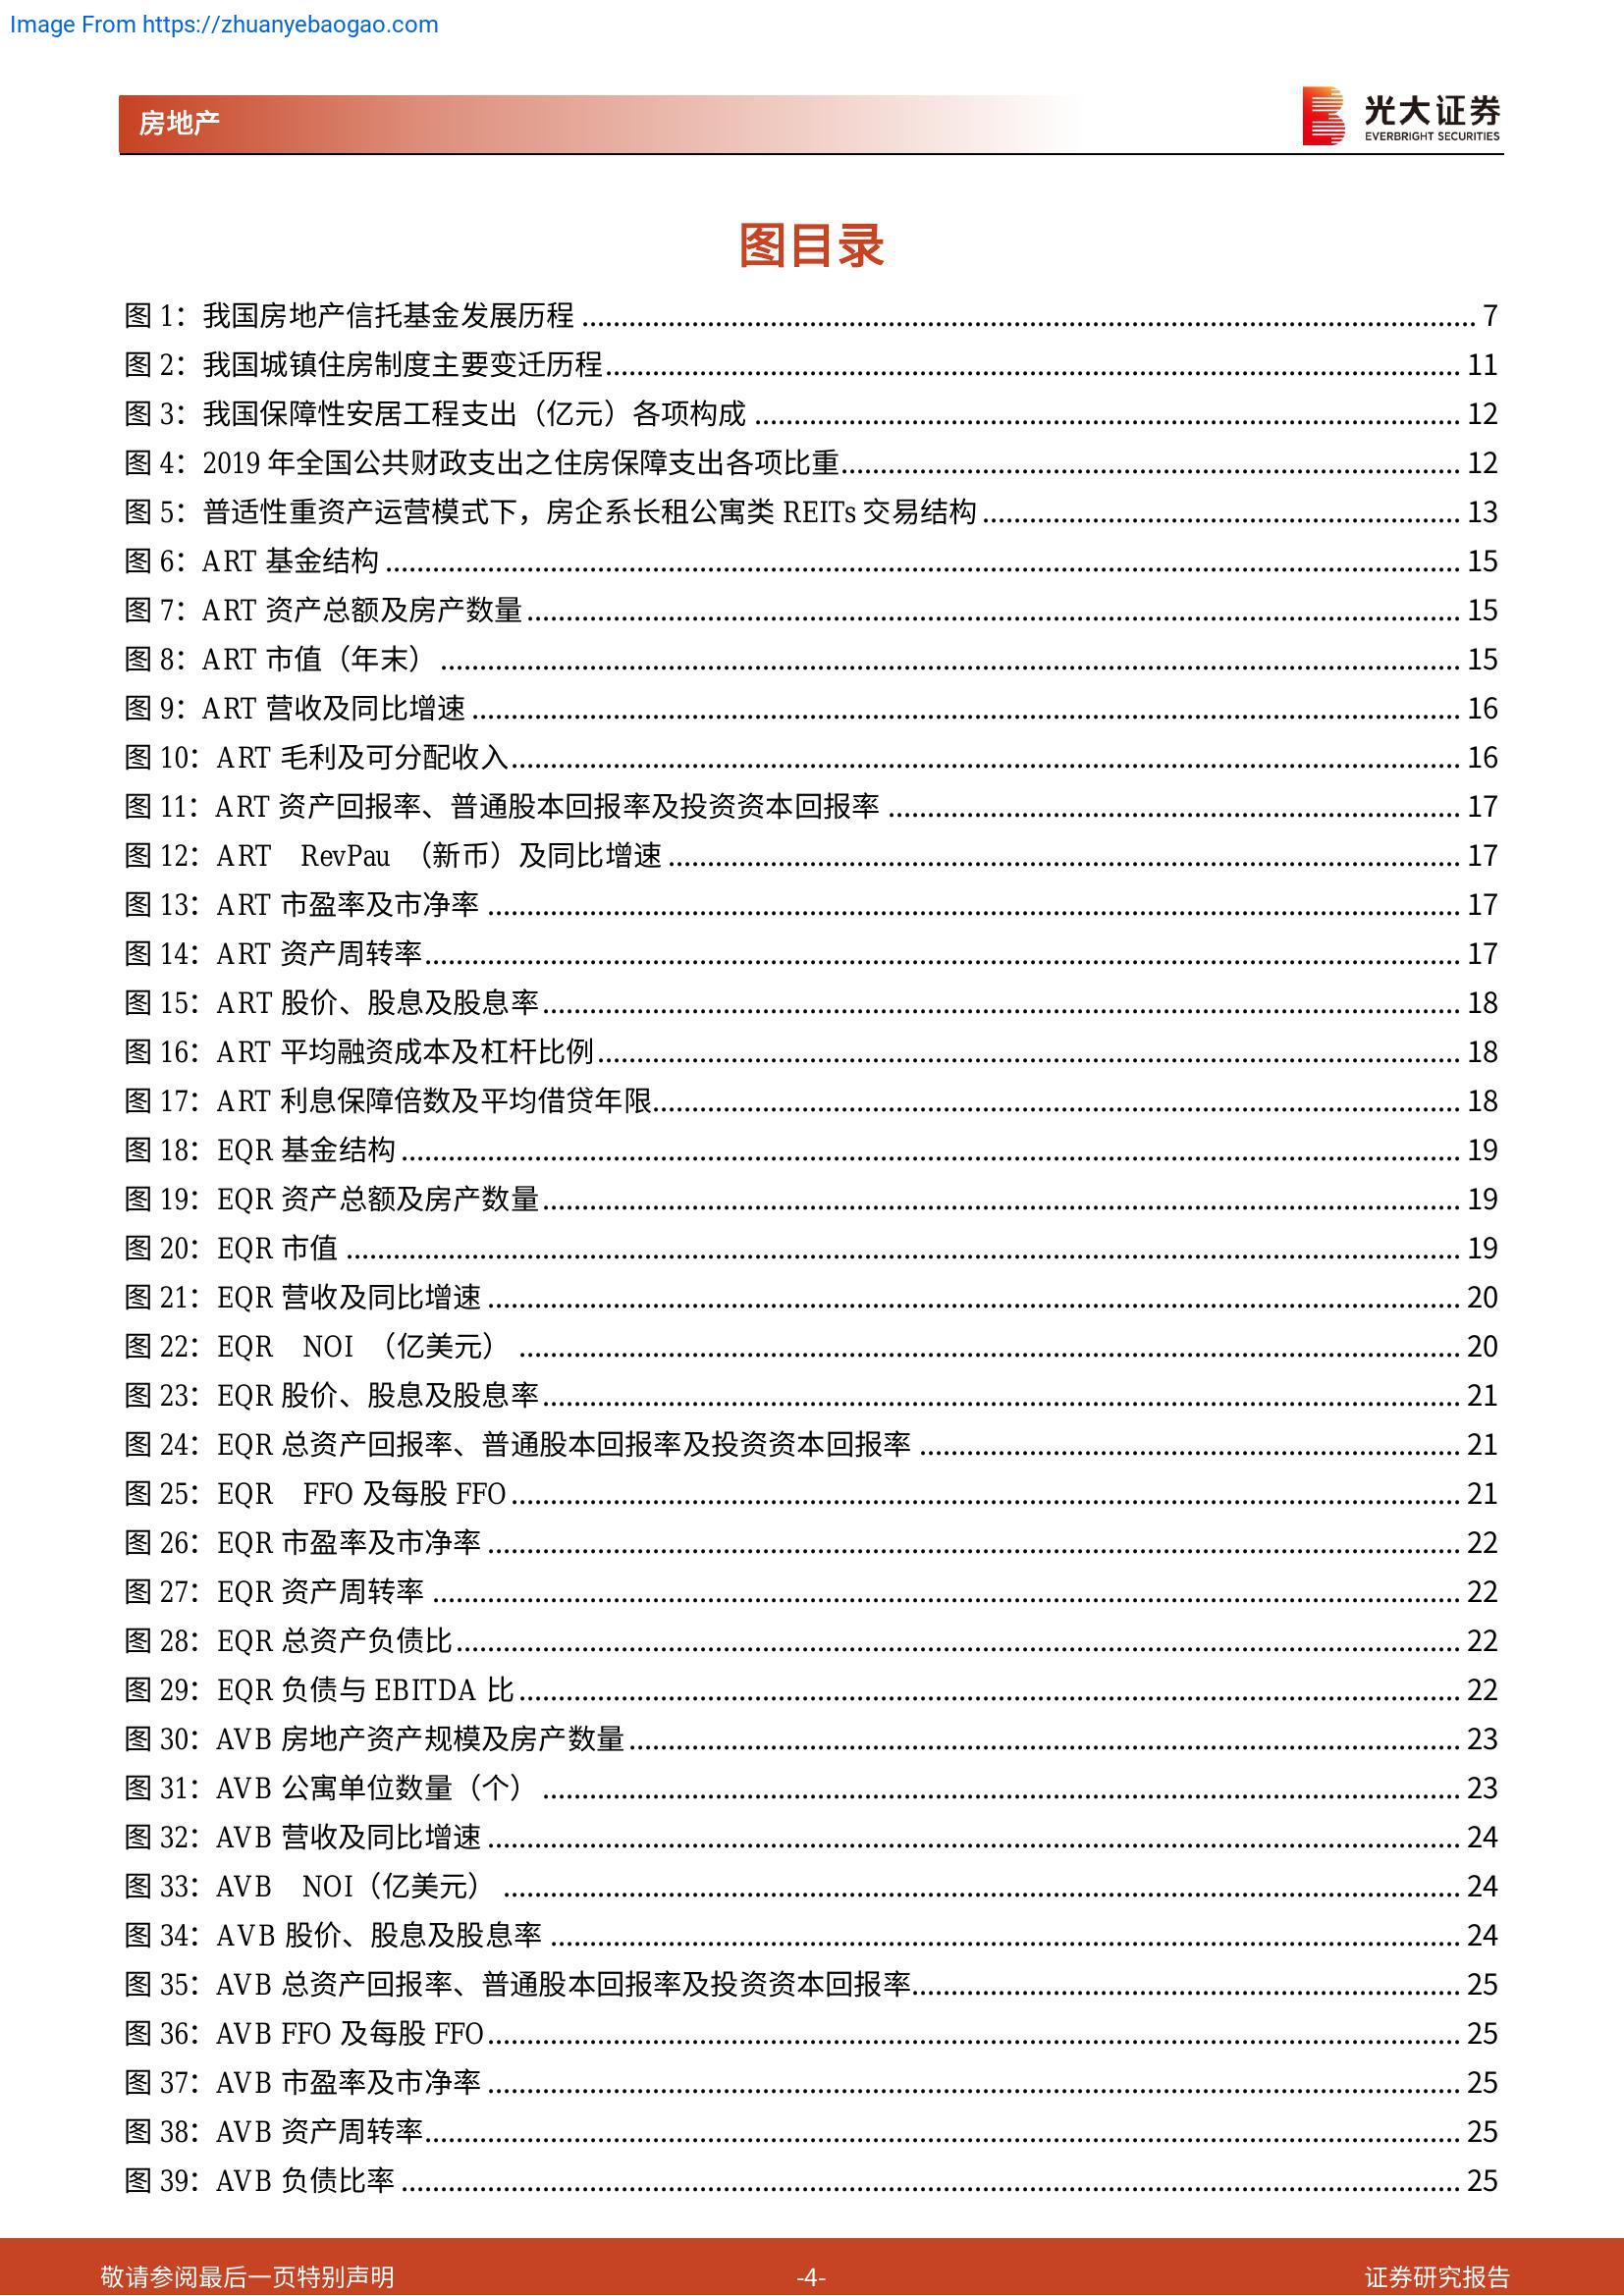 Image From https://zhuanyebaogao.com
房地产
光大证券
EVERBRIGHT SECURITIES
图目录
图 1：我国房地产信托基金发展历程 7
图 2：我国城镇住房制度主要变迁历程 11
图 3：我国保障性安居工程支出（亿元）各项构成 12
图 4：2019 年全国公共财政支出之住房保障支出各项比重 12
图 5：普适性重资产运营模式下，房企系长租公寓类 REITs 交易结构 13
图 6：ART 基金结构 15
图 7：ART 资产总额及房产数量 15
图 8：ART 市值（年末） 15
图 9：ART 营收及同比增速 16
图 10：ART 毛利及可分配收入 16
图 11：ART 资产回报率、普通股本回报率及投资资本回报率 17
图 12：ART RevPau （新币）及同比增速 17
图 13：ART 市盈率及市净率 17
图 14：ART 资产周转率 17
图 15：ART 股价、股息及股息率 18
图 16：ART 平均融资成本及杠杆比例 18
图 17：ART 利息保障倍数及平均借贷年限 18
图 18：EQR 基金结构 19
图 19：EQR 资产总额及房产数量 19
图 20：EQR 市值 19
图 21：EQR 营收及同比增速 20
图 22：EQR NOI （亿美元） 20
图 23：EQR 股价、股息及股息率 21
图 24：EQR 总资产回报率、普通股本回报率及投资资本回报率 21
图 25：EQR FFO 及每股 FFO 21
图 26：EQR 市盈率及市净率 22
图 27：EQR 资产周转率 22
图 28：EQR 总资产负债比 22
图 29：EQR 负债与 EBITDA 比 22
图 30：AVB 房地产资产规模及房产数量 23
图 31：AVB 公寓单位数量（个） 23
图 32：AVB 营收及同比增速 24
图 33：AVB NOI（亿美元） 24
图 34：AVB 股价、股息及股息率 24
图 35：AVB 总资产回报率、普通股本回报率及投资资本回报率 25
图 36：AVB FFO 及每股 FFO 25
图 37：AVB 市盈率及市净率 25
图 38：AVB 资产周转率 25
图 39：AVB 负债比率 25
敬请参阅最后一页特别声明 -4- 证券研究报告